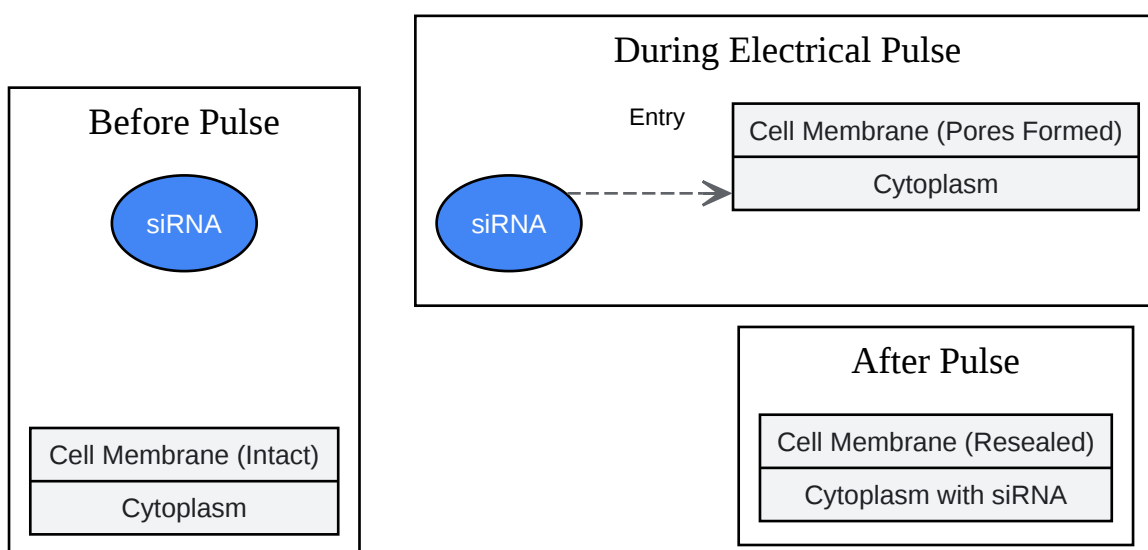 Before Pulse
siRNA
Cell Membrane (Intact)
Cytoplasm
During Electrical Pulse
Entry
siRNA
Cell Membrane (Pores Formed)
Cytoplasm
After Pulse
Cell Membrane (Resealed)
Cytoplasm with siRNA